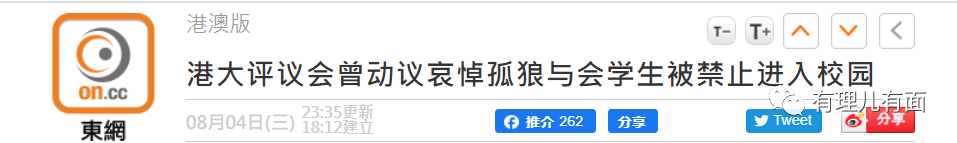 港澳版
T− T+
on.cc
東網
港大评议会曾动议哀悼孤狼与会学生被禁止进入校园
08月04日(三) 23:35更新
18:12建立
推介 262 分享 Tweet 分享
有理儿有面